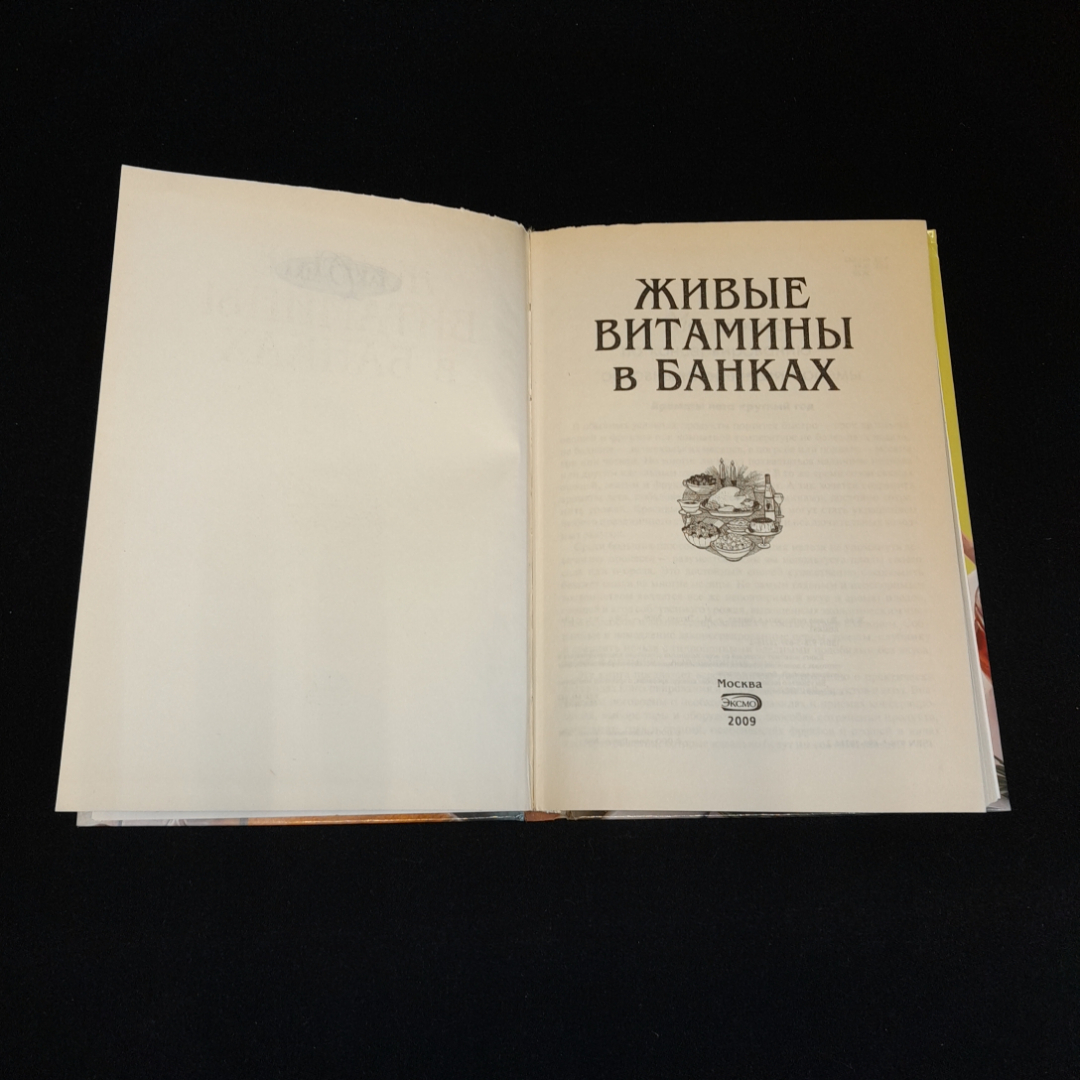 ЖИВЫЕ
ВИТАМИНЫ
в БАНКАХ
Москва
ЭКСМО
2009